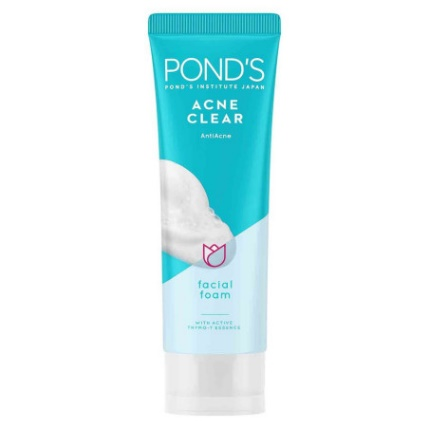 POND'S
POND'S INSTITUTE JAPAN
ACNE
CLEAR
AntiAcne
facial
foam
WITH ACTIVE
THYMO-T ESSENCE